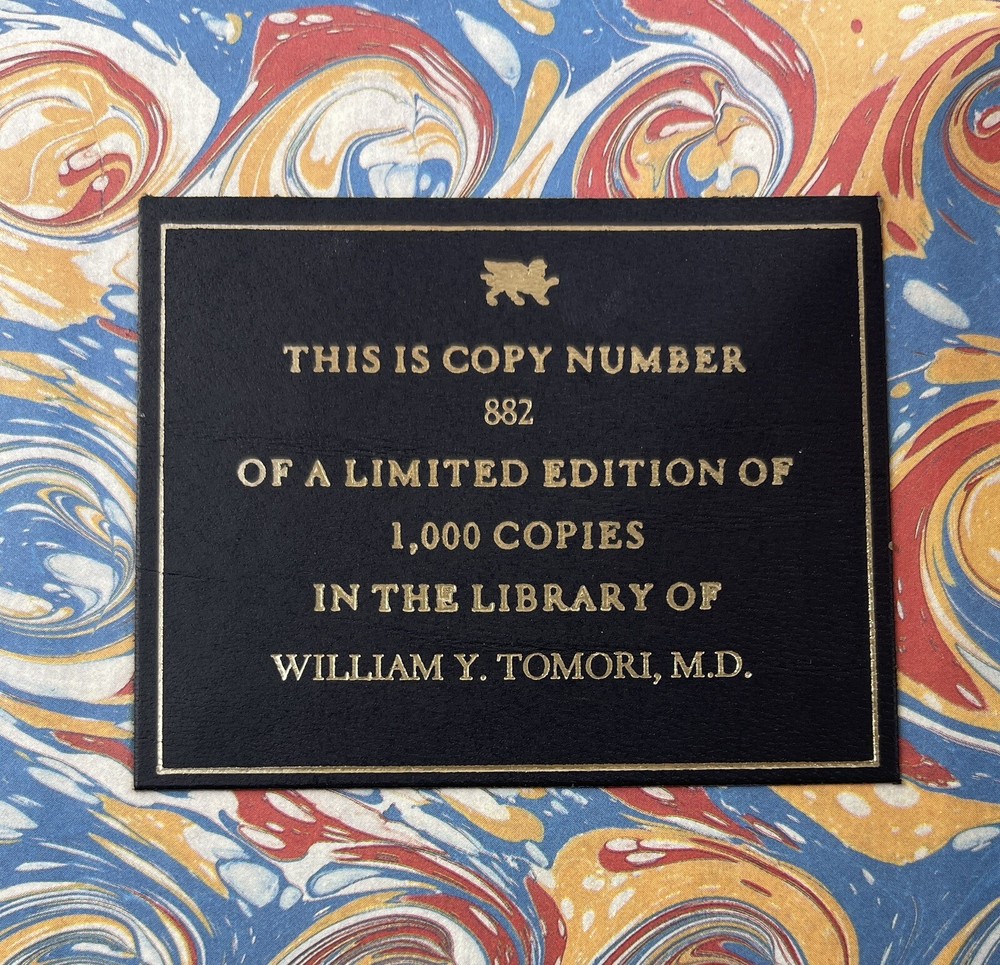 THIS IS COPY NUMBER
882
OF A LIMITED EDITION OF
1,000 COPIES
IN THE LIBRARY OF
WILLIAM Y. TOMORI, M.D.